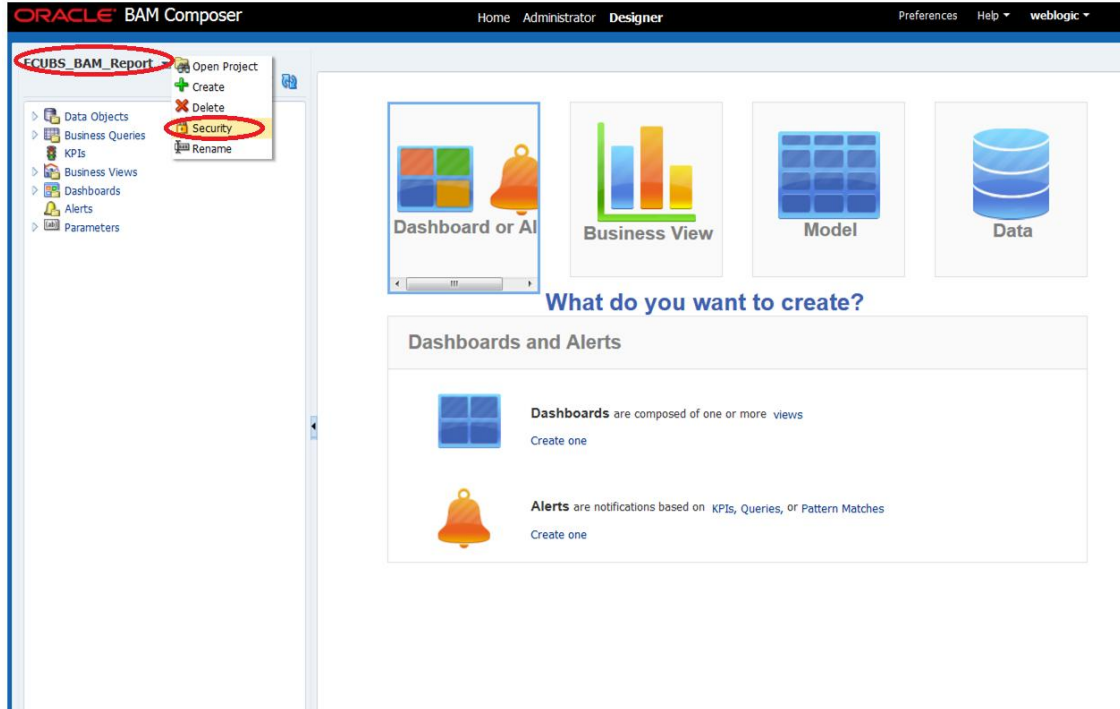 ORACLE BAM Composer
Home Administrator Designer
Preferences Help weblogic
ECUBS_BAM_Report
Open Project
Create
Delete
Security
Rename
Data Objects
Business Queries
KPIs
Business Views
Dashboards
Alerts
Parameters
Dashboard or Al
Business View
Model
Data
What do you want to create?
Dashboards and Alerts
Dashboards are composed of one or more views
Create one
Alerts are notifications based on KPIs, Queries, or Pattern Matches
Create one